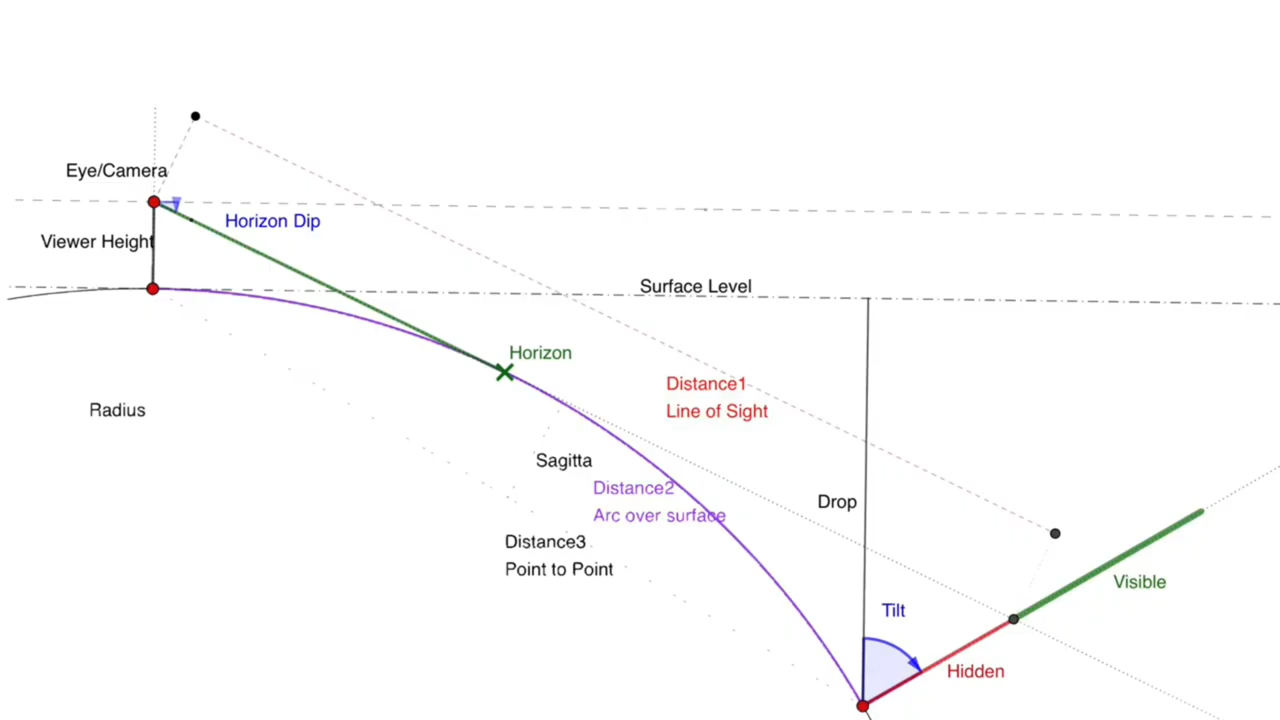 Eye/Camera
Horizon Dip
Viewer Height
Surface Level
Horizon
Distance1
Line of Sight
Radius
Sagitta
Distance2
Arc over surface
Drop
Distance3
Point to Point
Visible
Tilt
Hidden